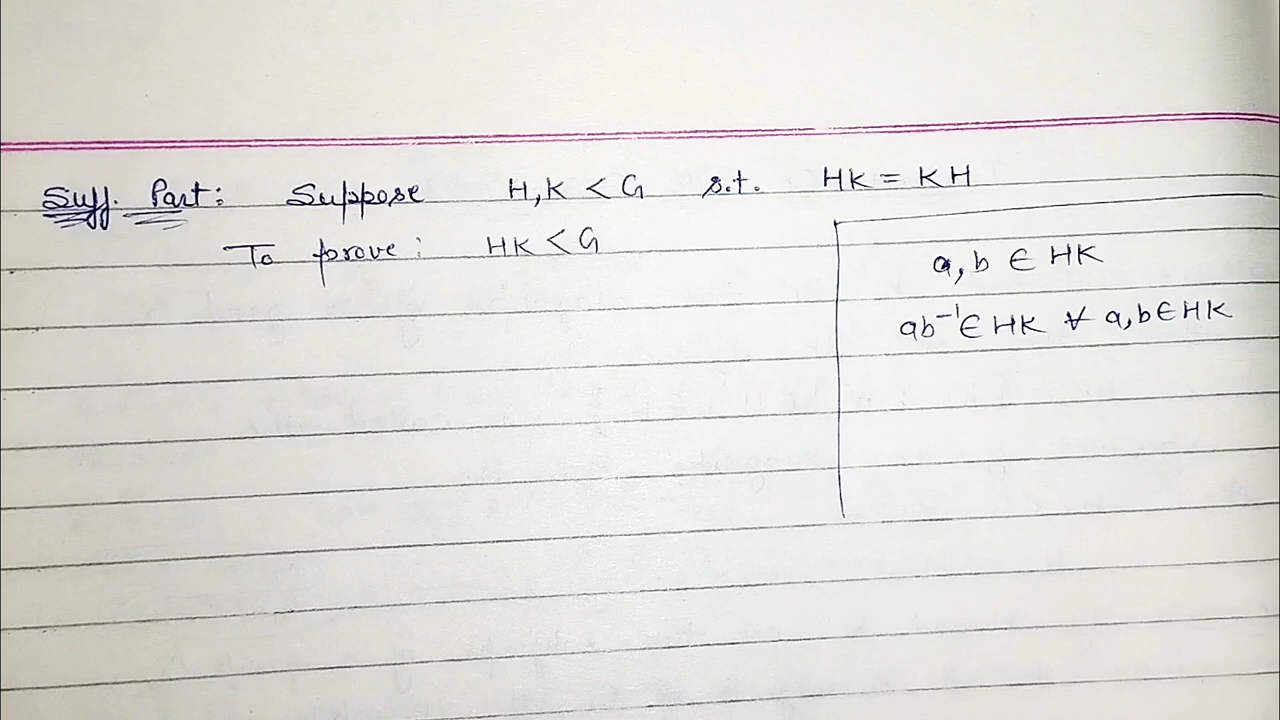 Suff. Part: Suppose H,K < G s.t. HK = KH
To prove: HK < G
a, b ∈ HK
ab⁻¹ ∈ HK ∀ a,b ∈ HK